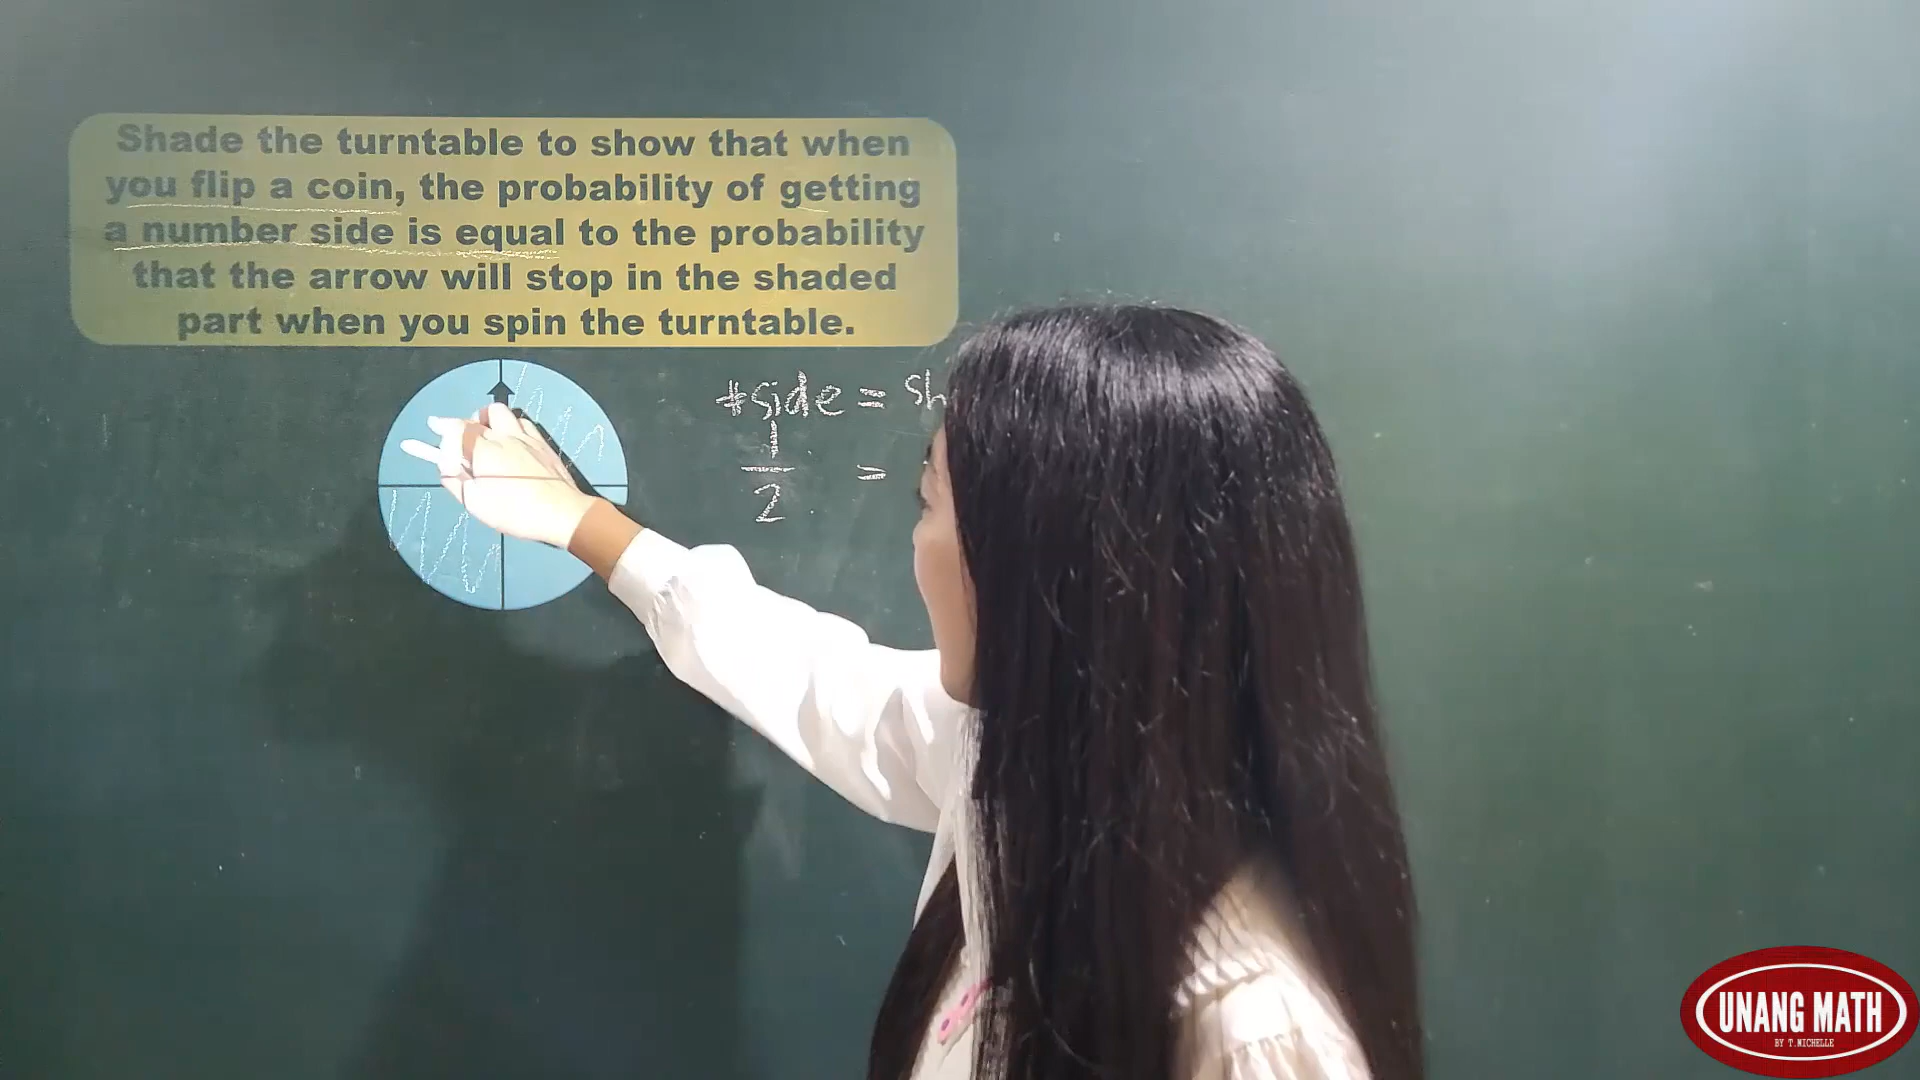 Shade the turntable to show that when
you flip a coin, the probability of getting
a number side is equal to the probability
that the arrow will stop in the shaded
part when you spin the turntable.
#side = sh
1
2
=
UNANG MATH
BY T. MICHELLE